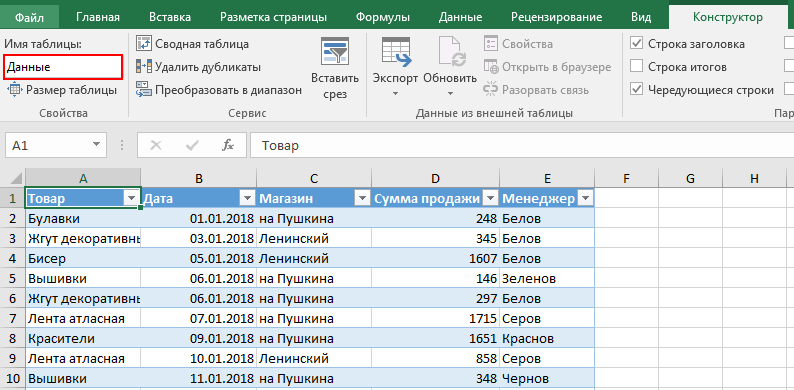 Файл Главная Вставка Разметка страницы Формулы Данные Рецензирование Вид Конструктор
Имя таблицы:
Данные
Размер таблицы
Свойства
Сводная таблица
Удалить дубликаты
Преобразовать в диапазон
Вставить срез
Сервис
Экспорт
Обновить
Свойства
Открыть в браузере
Разорвать связь
Данные из внешней таблицы
Строка заголовка
Строка итогов
Чередующиеся строки
Пар
A1 fx Товар
A B C D E F G H
1 Товар Дата Магазин Сумма продажи Менеджер
2 Булавки 01.01.2018 на Пушкина 248 Белов
3 Жгут декоративны 03.01.2018 Ленинский 345 Белов
4 Бисер 05.01.2018 Ленинский 1607 Белов
5 Вышивки 06.01.2018 на Пушкина 146 Зеленов
6 Жгут декоративны 06.01.2018 на Пушкина 297 Белов
7 Лента атласная 07.01.2018 на Пушкина 1715 Серов
8 Красители 09.01.2018 на Пушкина 1651 Краснов
9 Лента атласная 10.01.2018 Ленинский 858 Серов
10 Вышивки 11.01.2018 на Пушкина 348 Чернов